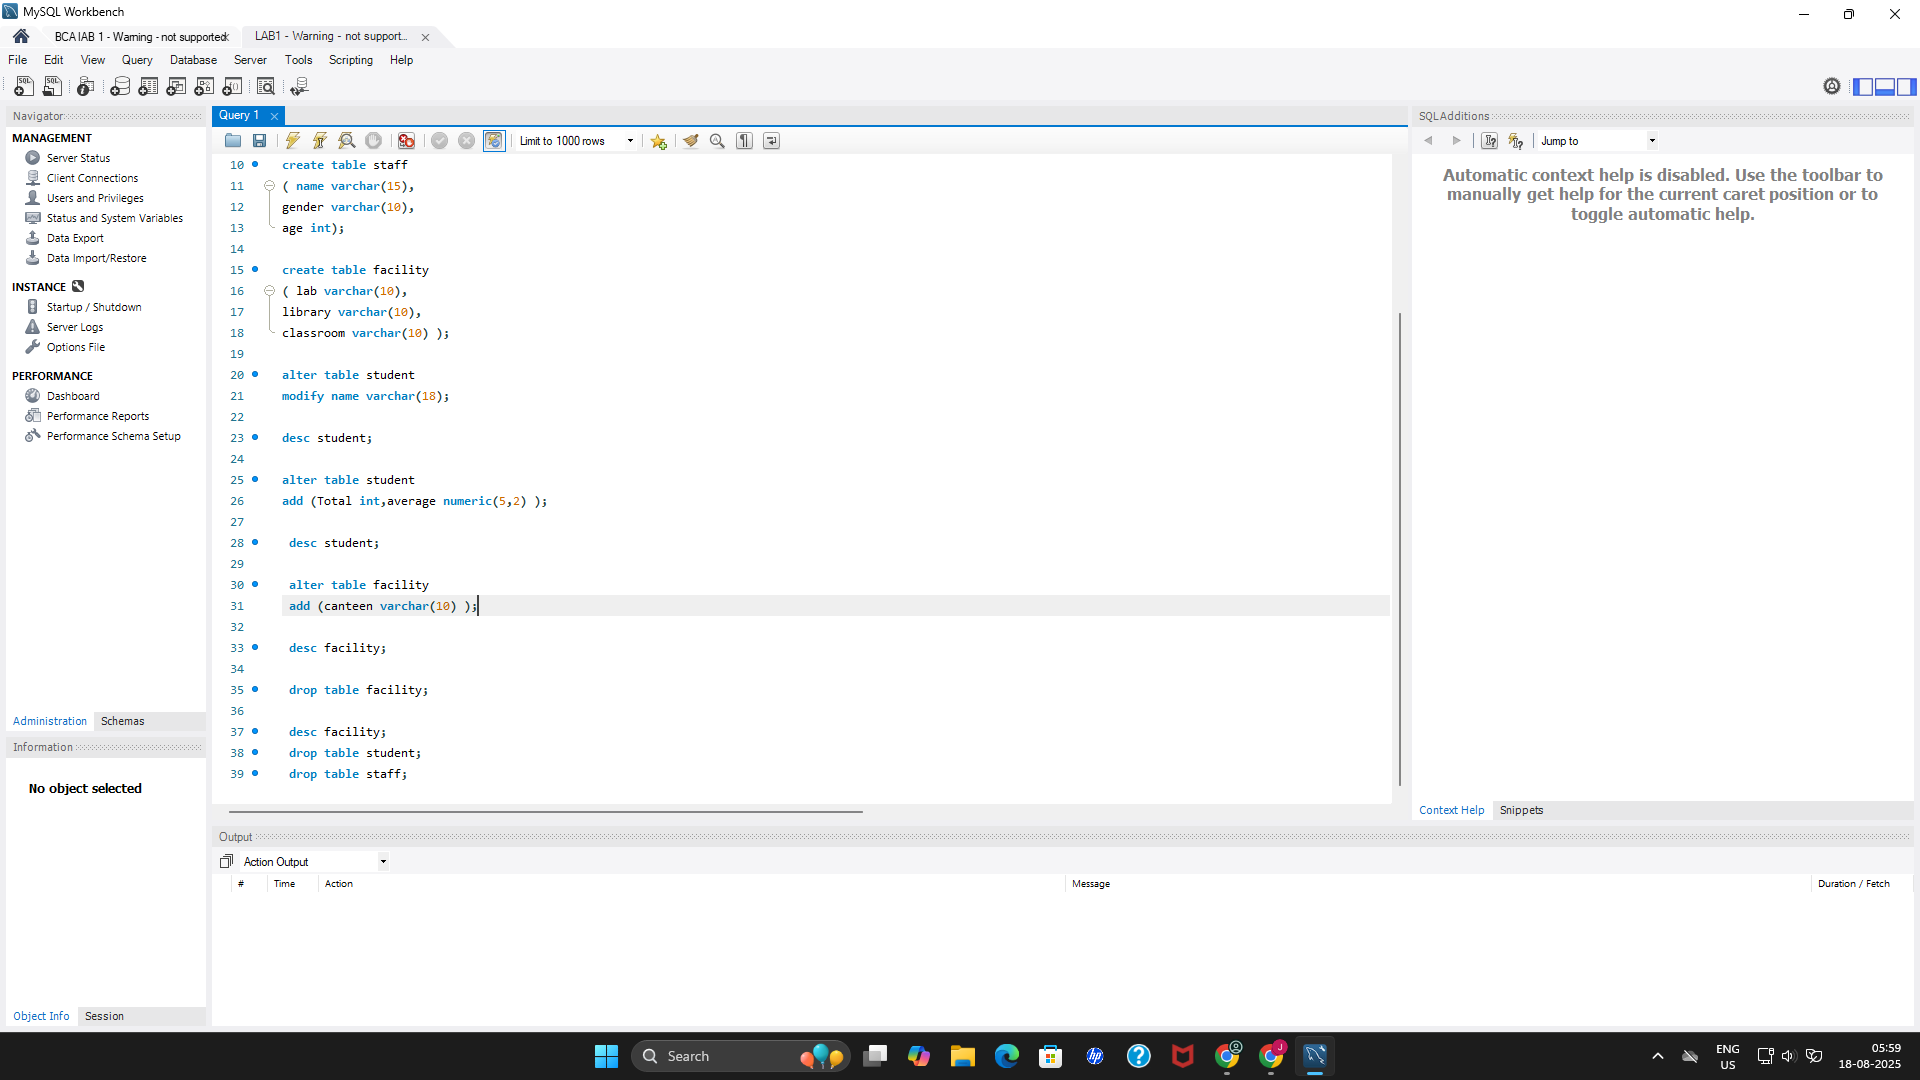 MySQL Workbench
BCA lAB 1 - Warning - not supported
LAB1 - Warning - not support...
File Edit View Query Database Server Tools Scripting Help
Navigator
MANAGEMENT
Server Status
Client Connections
Users and Privileges
Status and System Variables
Data Export
Data Import/Restore
INSTANCE
Startup / Shutdown
Server Logs
Options File
PERFORMANCE
Dashboard
Performance Reports
Performance Schema Setup
Administration Schemas
Information
No object selected
Object Info Session
Query 1
Limit to 1000 rows
10 create table staff
11 ( name varchar(15),
12 gender varchar(10),
13 age int);
14
15 create table facility
16 ( lab varchar(10),
17 library varchar(10),
18 classroom varchar(10) );
19
20 alter table student
21 modify name varchar(18);
22
23 desc student;
24
25 alter table student
26 add (Total int,average numeric(5,2) );
27
28 desc student;
29
30 alter table facility
31 add (canteen varchar(10) );
32
33 desc facility;
34
35 drop table facility;
36
37 desc facility;
38 drop table student;
39 drop table staff;
SQLAdditions
Jump to
Automatic context help is disabled. Use the toolbar to
manually get help for the current caret position or to
toggle automatic help.
Context Help Snippets
Output
Action Output
# Time Action Message Duration / Fetch
Search
ENG
US
05:59
18-08-2025